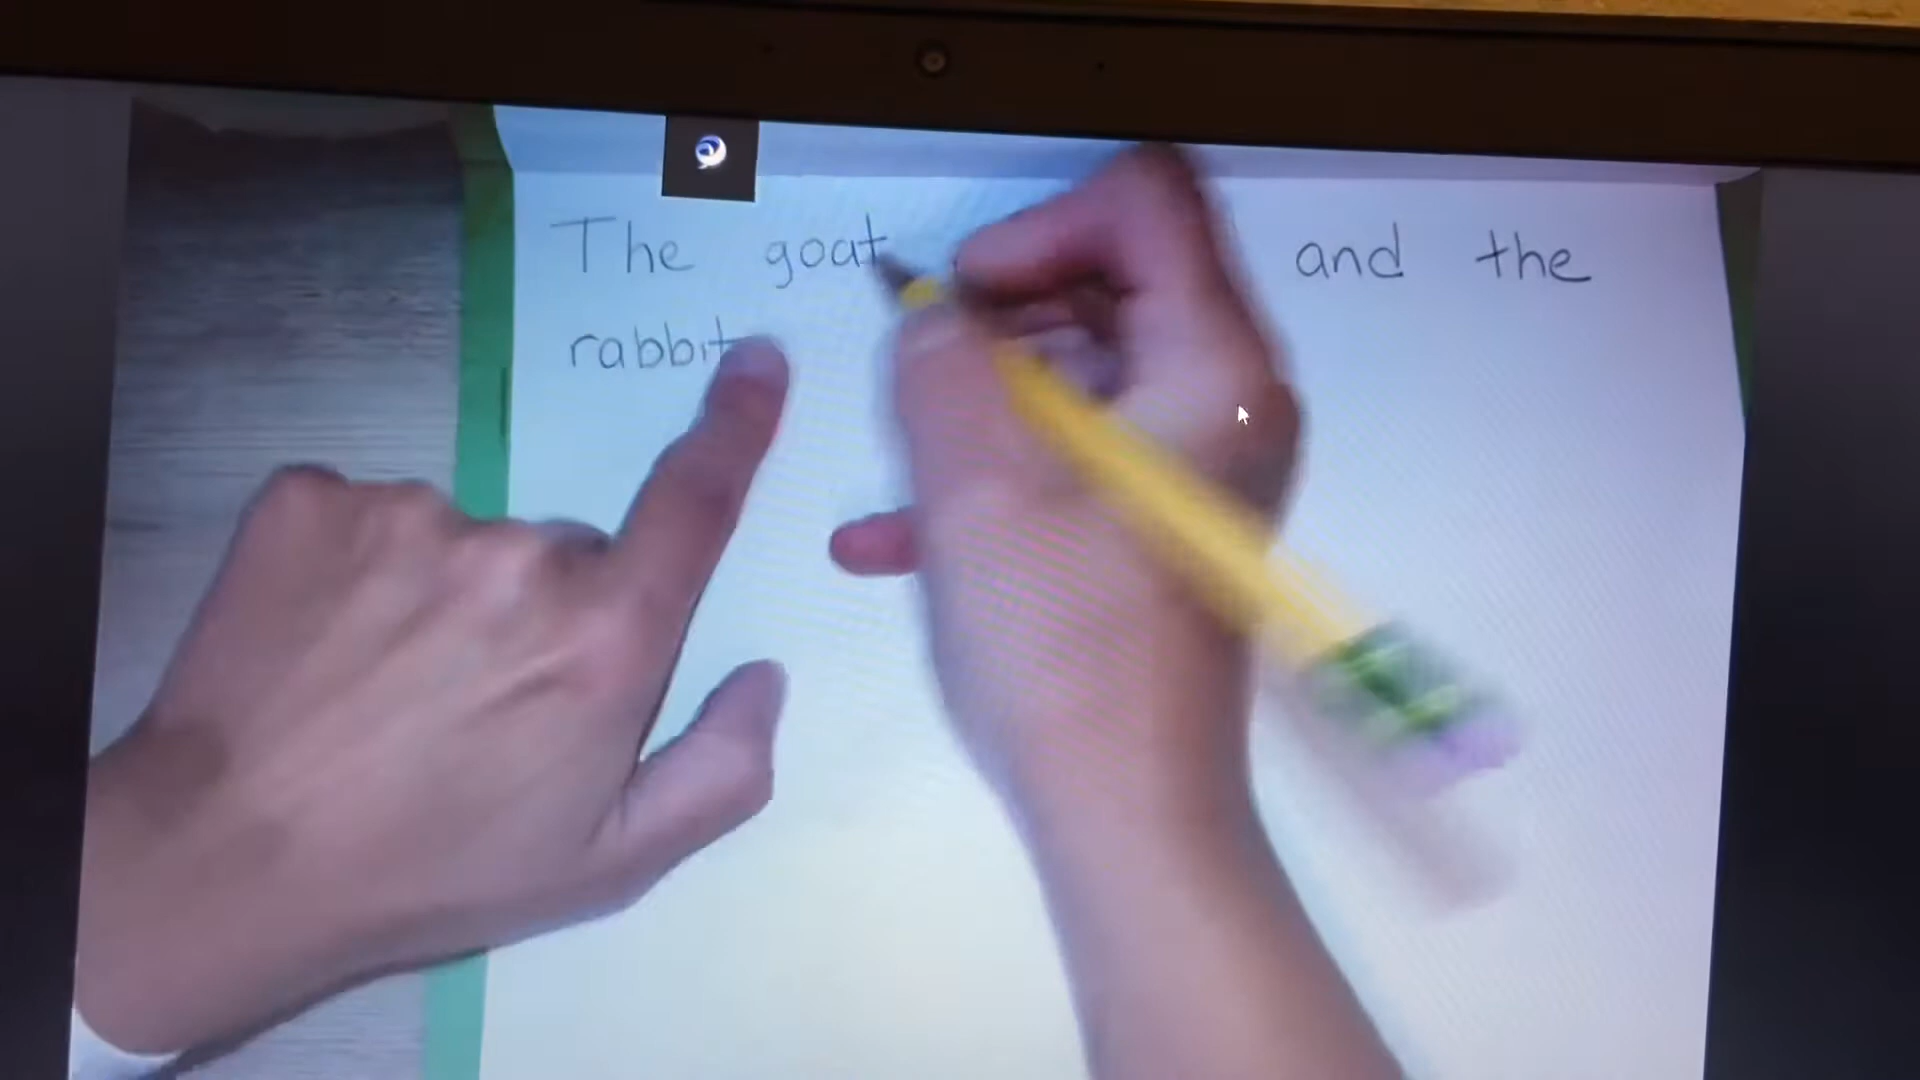 The goat and the
rabbit